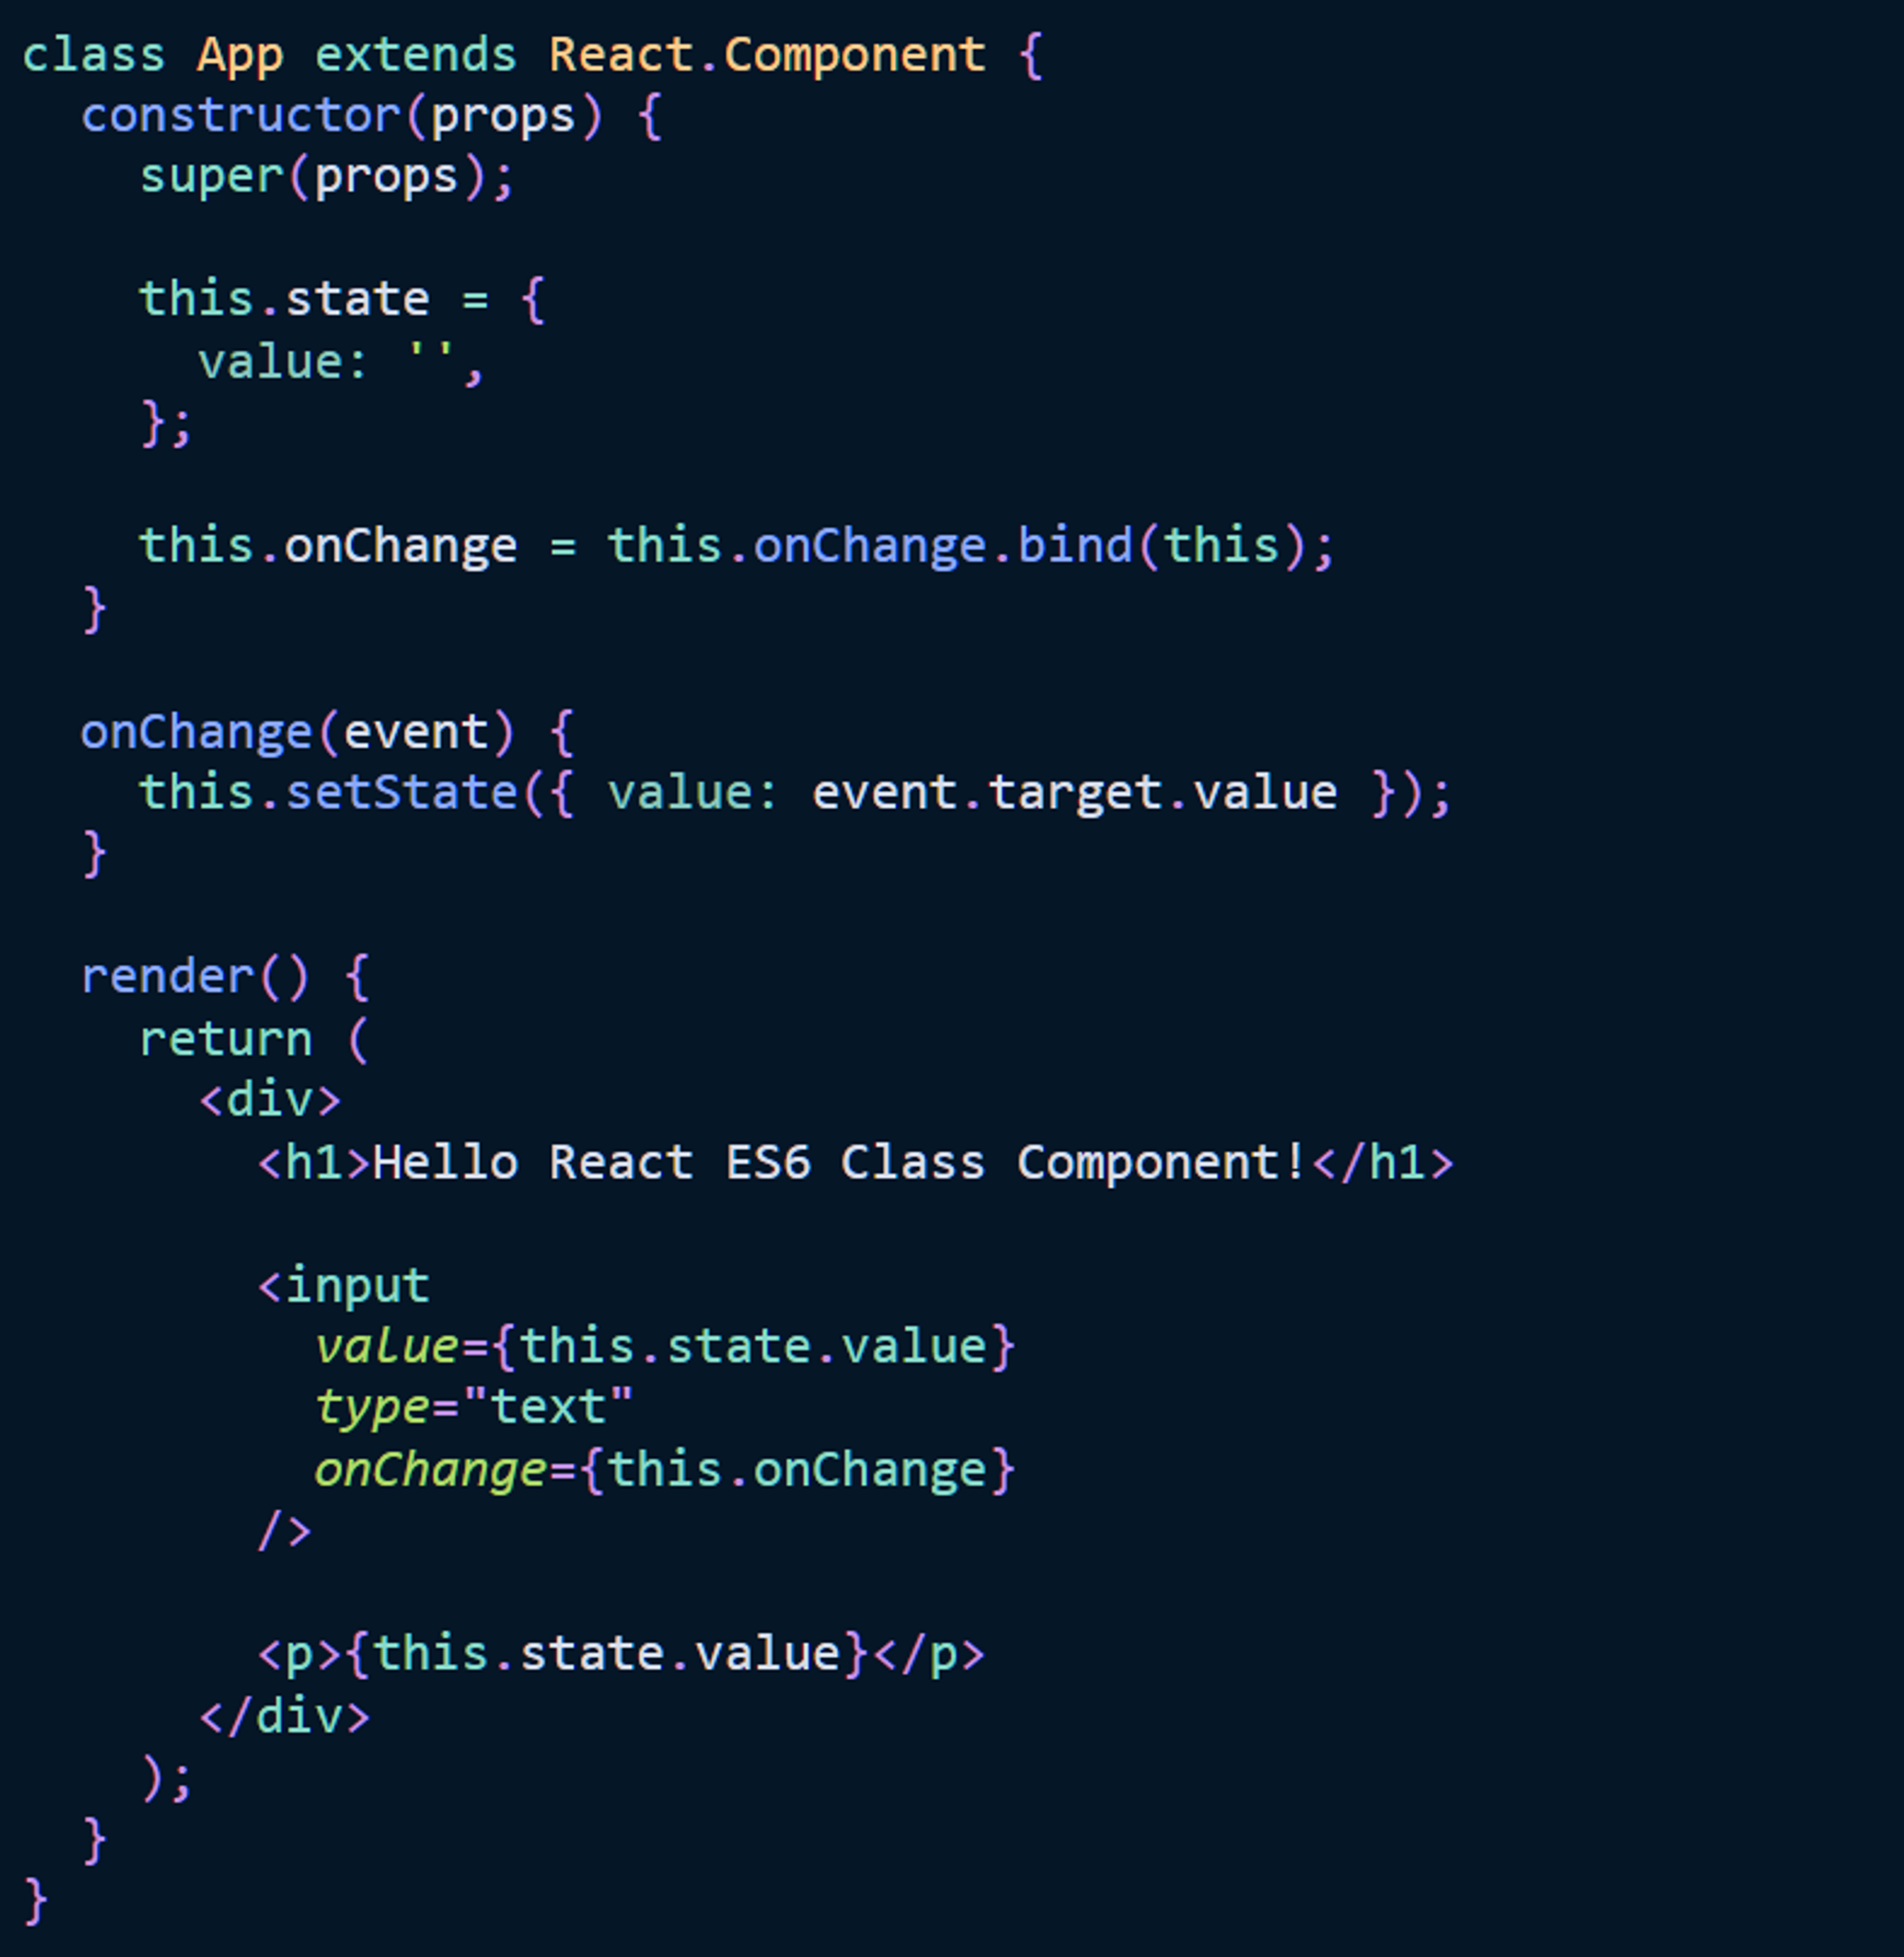 class App extends React.Component {
  constructor(props) {
    super(props);

    this.state = {
      value: '',
    };

    this.onChange = this.onChange.bind(this);
  }

  onChange(event) {
    this.setState({ value: event.target.value });
  }

  render() {
    return (
      <div>
        <h1>Hello React ES6 Class Component!</h1>

        <input
          value={this.state.value}
          type="text"
          onChange={this.onChange}
        />

        <p>{this.state.value}</p>
      </div>
    );
  }
}